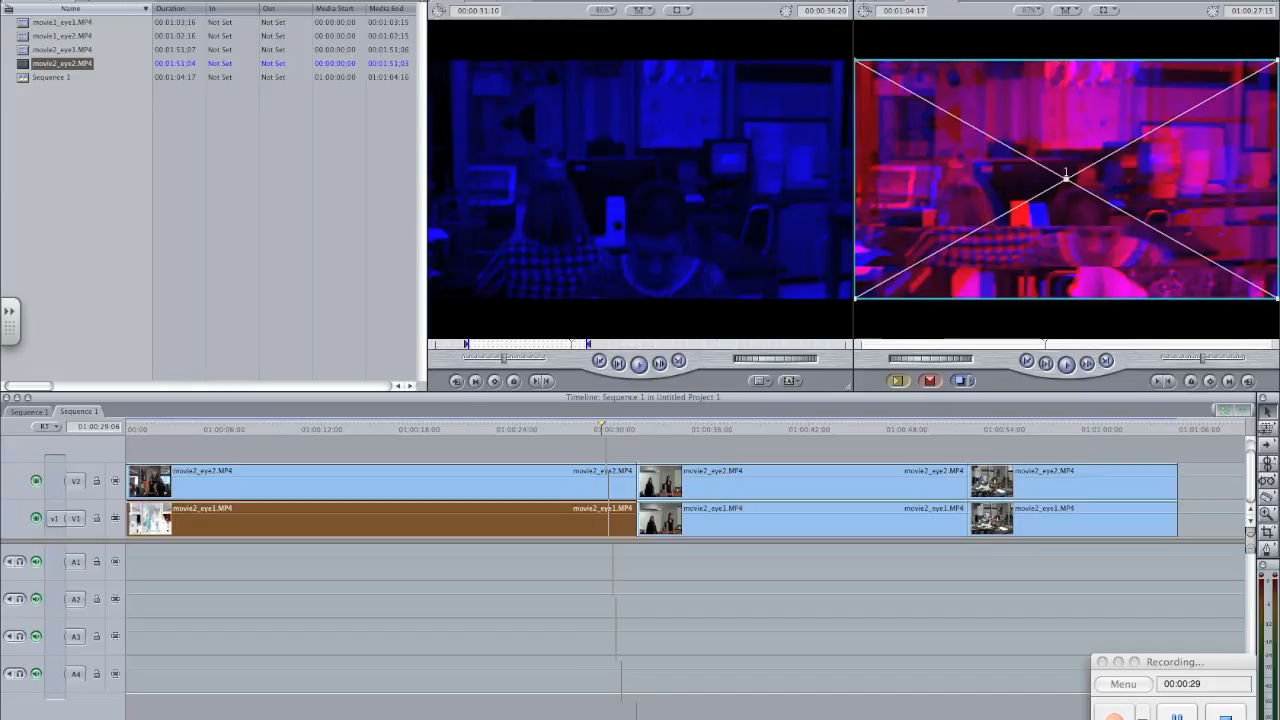 Name Duration In Out Media Start Media End
movie1_eye1.MP4 00:01:03;16 Not Set Not Set 00:00:00;00 00:01:03;15
movie1_eye2.MP4 00:01:02;16 Not Set Not Set 00:00:00;00 00:01:02;15
movie2_eye1.MP4 00:01:51;07 Not Set Not Set 00:00:00;00 00:01:51;06
movie2_eye2.MP4 00:01:51;04 Not Set Not Set 00:00:00;00 00:01:51;03
Sequence 1 00:01:04;17 Not Set Not Set 01:00:00;00 01:01:04;16
00:00:31;10 00:00:36;20
00:01:04;17 01:00:27;15
1
Timeline: Sequence 1 in Untitled Project 1
Sequence 1 Sequence 1
RT 01:00:29;06 00:00 01:00:06;00 01:00:12;00 01:00:18;00 01:00:24;00 01:00:30;00 01:00:36;00 01:00:42;00 01:00:48;00 01:00:54;00 01:01:00;00 01:01:06;00
V2 movie2_eye2.MP4 movie2_eye2.MP4 movie2_eye2.MP4 movie2_eye2.MP4 movie2_eye2.MP4
v1 V1 movie2_eye1.MP4 movie2_eye1.MP4 movie2_eye1.MP4 movie2_eye1.MP4 movie2_eye1.MP4
A1
A2
A3
A4
Recording...
Menu 00:00:29